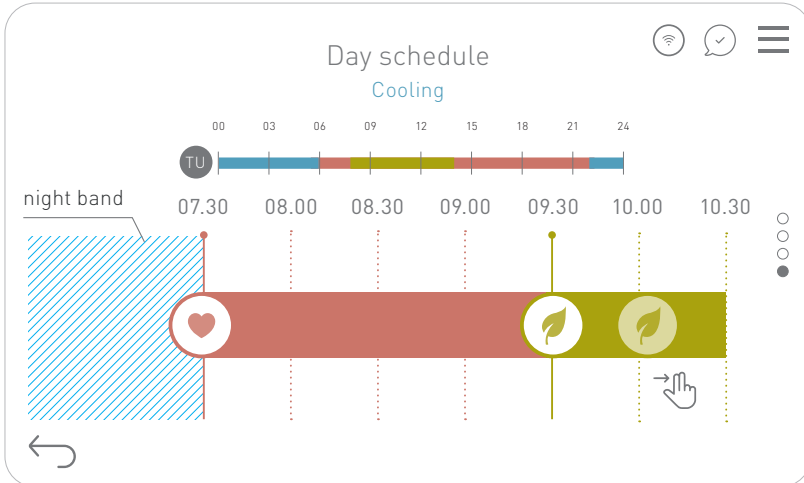 Day schedule
Cooling
00 03 06 09 12 15 18 21 24
TU
night band
07.30 08.00 08.30 09.00 09.30 10.00 10.30